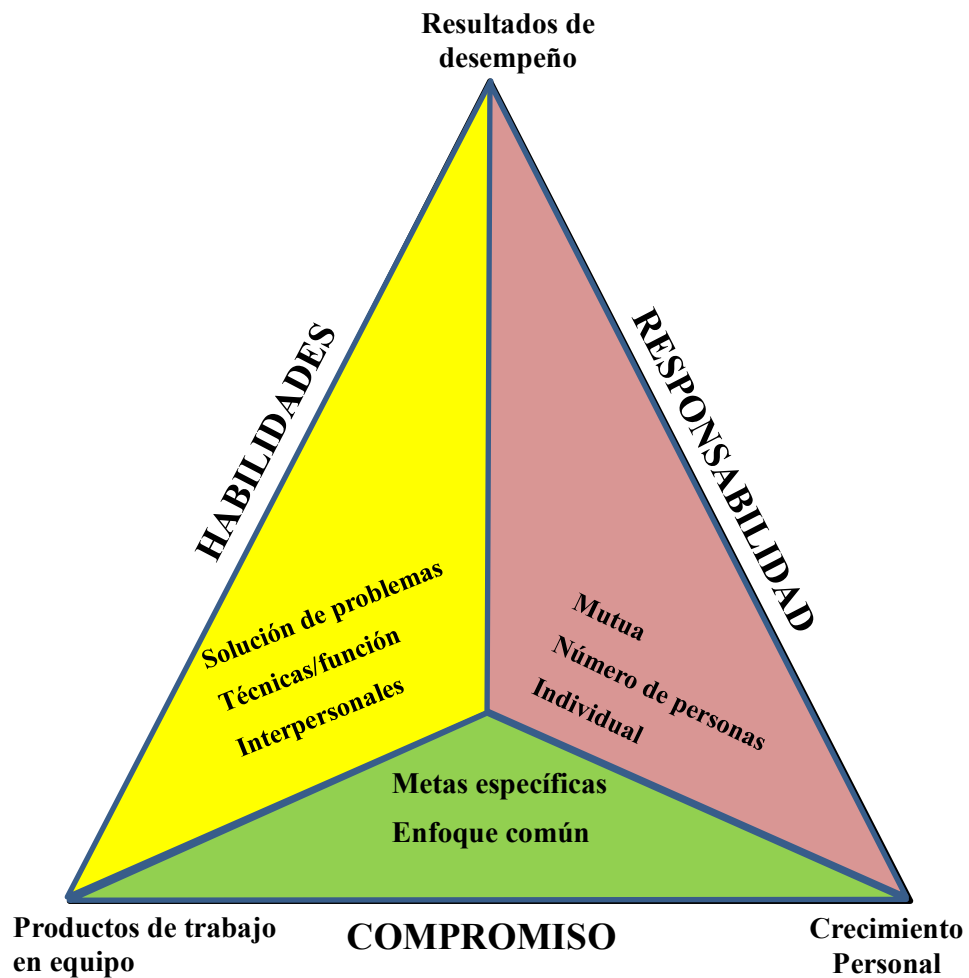 Resultados de
desempeño
HABILIDADES
RESPONSABILIDAD
Solución de problemas
Técnicas/función
Interpersonales
Mutua
Número de personas
Individual
Metas específicas
Enfoque común
Productos de trabajo
en equipo
COMPROMISO
Crecimiento
Personal